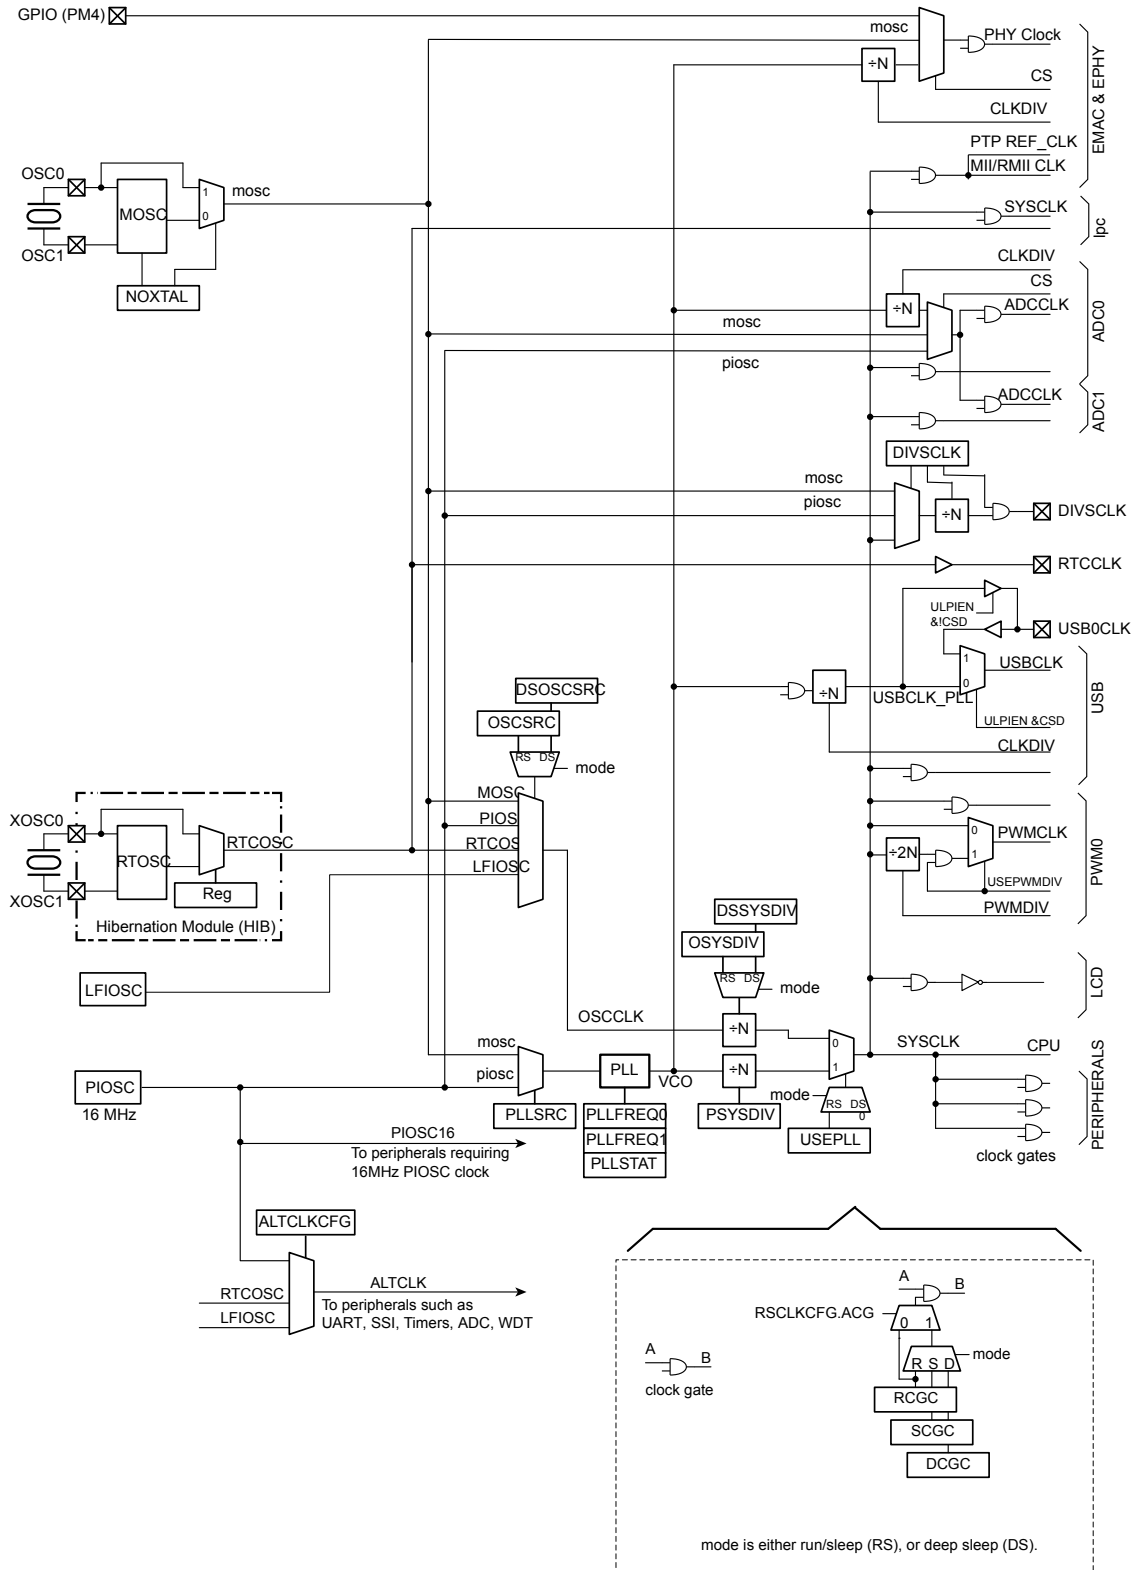 GPIO (PM4)
mosc
PHY Clock
÷N
CS
CLKDIV
EMAC & EPHY
PTP REF_CLK
MII/RMII CLK
OSC0
MOSC
1
0
mosc
OSC1
NOXTAL
SYSCLK
lpc
CLKDIV
CS
÷N
ADCCLK
mosc
piosc
ADC0
ADCCLK
ADC1
DIVSCLK
mosc
piosc
÷N
DIVSCLK
RTCCLK
ULPIEN
&!CSD
USB0CLK
1
0
USBCLK
÷N
USBCLK_PLL
ULPIEN &CSD
CLKDIV
USB
DSOSCSRC
OSCSRC
RS DS
mode
MOSC
PIOS
RTCOS
LFIOSC
XOSC0
RTOSC
RTCOSC
XOSC1
Reg
Hibernation Module (HIB)
0
1
PWMCLK
÷2N
USEPWMDIV
PWMDIV
PWM0
DSSYSDIV
OSYSDIV
RS DS
mode
LFIOSC
LCD
OSCCLK
÷N
0
1
SYSCLK
CPU
mosc
piosc
PLL
VCO
÷N
PIOSC
16 MHz
PLLSRC
PLLFREQ0
PLLFREQ1
PLLSTAT
PSYSDIV
mode
RS DS
0
USEPLL
clock gates
PERIPHERALS
PIOSC16
To peripherals requiring
16MHz PIOSC clock
ALTCLKCFG
RTCOSC
LFIOSC
ALTCLK
To peripherals such as
UART, SSI, Timers, ADC, WDT
A
B
RSCLKCFG.ACG
0 1
A
B
clock gate
mode
R S D
RCGC
SCGC
DCGC
mode is either run/sleep (RS), or deep sleep (DS).